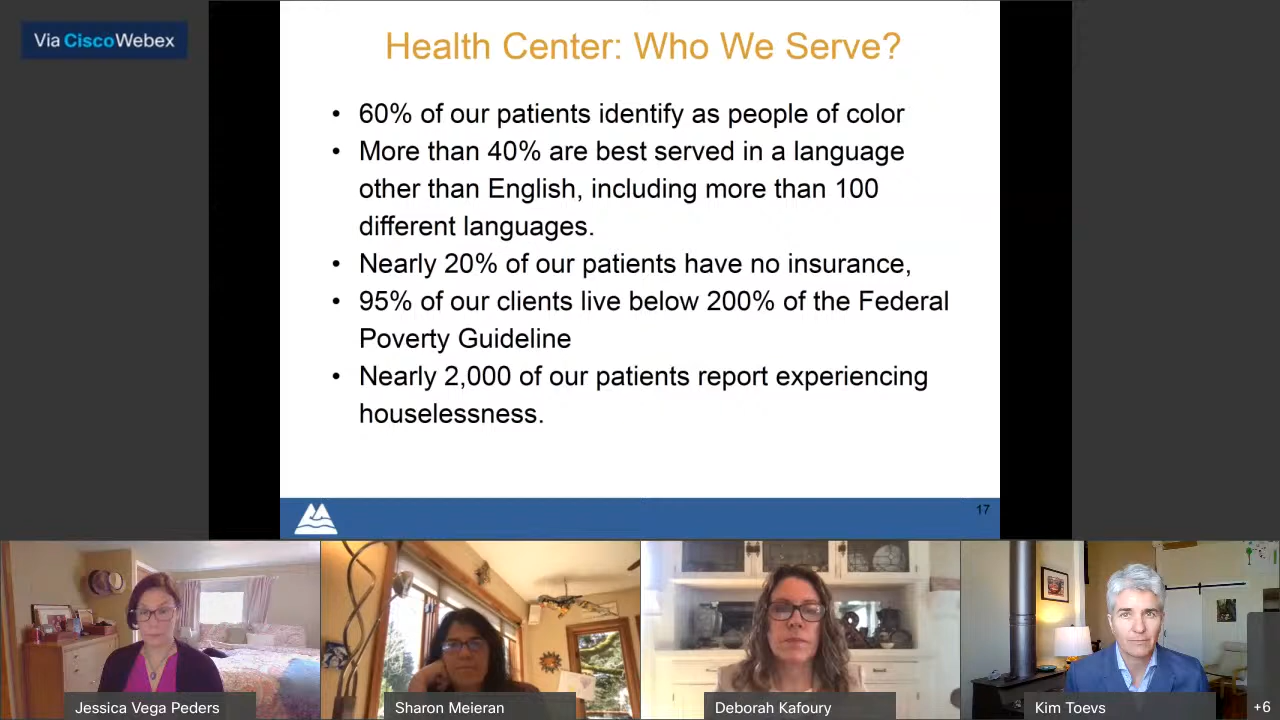 Via Cisco Webex
Health Center: Who We Serve?
• 60% of our patients identify as people of color
• More than 40% are best served in a language
other than English, including more than 100
different languages.
• Nearly 20% of our patients have no insurance,
• 95% of our clients live below 200% of the Federal
Poverty Guideline
• Nearly 2,000 of our patients report experiencing
houselessness.
17
Jessica Vega Peders
Sharon Meieran
Deborah Kafoury
Kim Toevs
+6